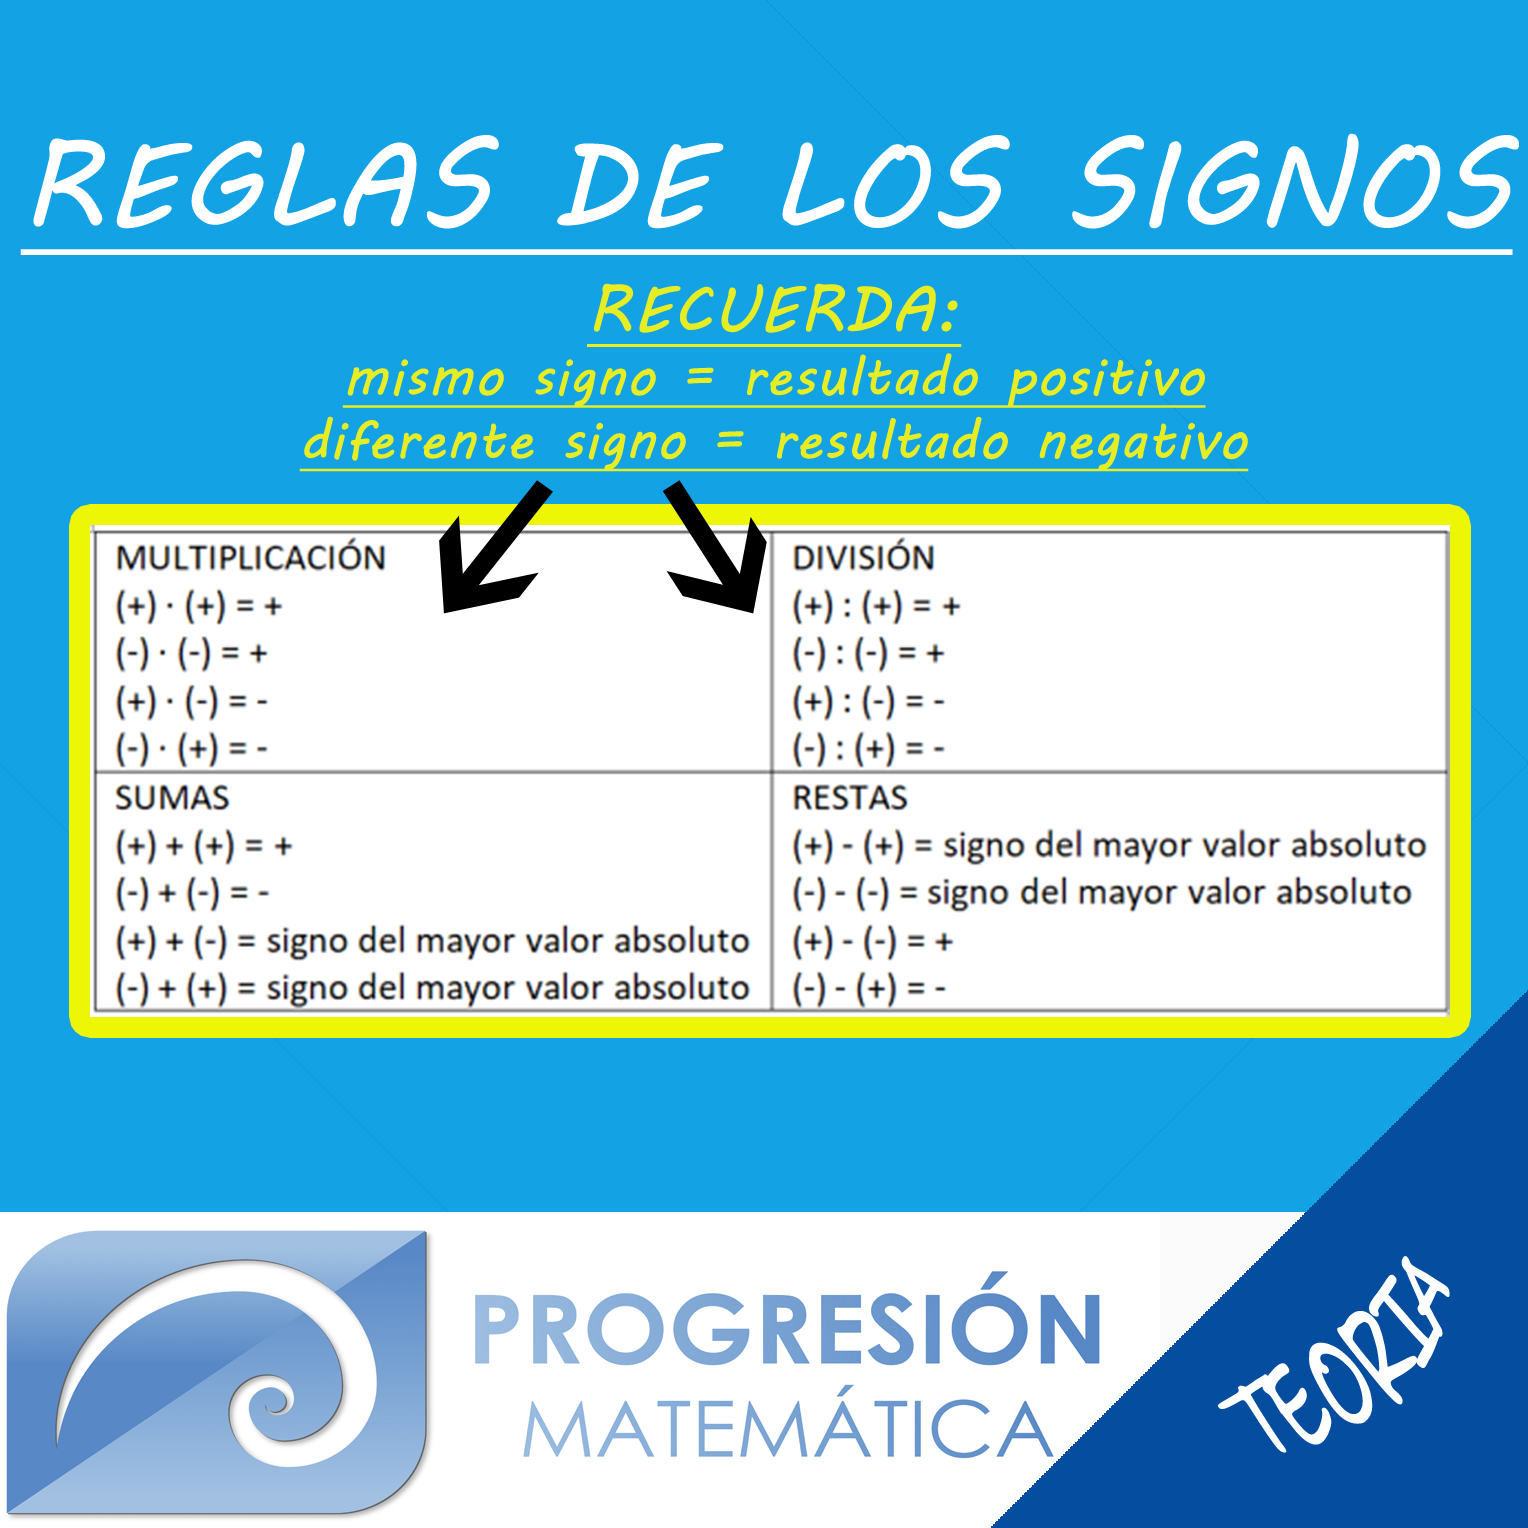 REGLAS DE LOS SIGNOS
RECUERDA:
mismo signo = resultado positivo
diferente signo = resultado negativo
MULTIPLICACIÓN
(+) · (+) = +
(-) · (-) = +
(+) · (-) = -
(-) · (+) = -
DIVISIÓN
(+) : (+) = +
(-) : (-) = +
(+) : (-) = -
(-) : (+) = -
SUMAS
(+) + (+) = +
(-) + (-) = -
(+) + (-) = signo del mayor valor absoluto
(-) + (+) = signo del mayor valor absoluto
RESTAS
(+) - (+) = signo del mayor valor absoluto
(-) - (-) = signo del mayor valor absoluto
(+) - (-) = +
(-) - (+) = -
PROGRESIÓN
MATEMÁTICA
TEORIA